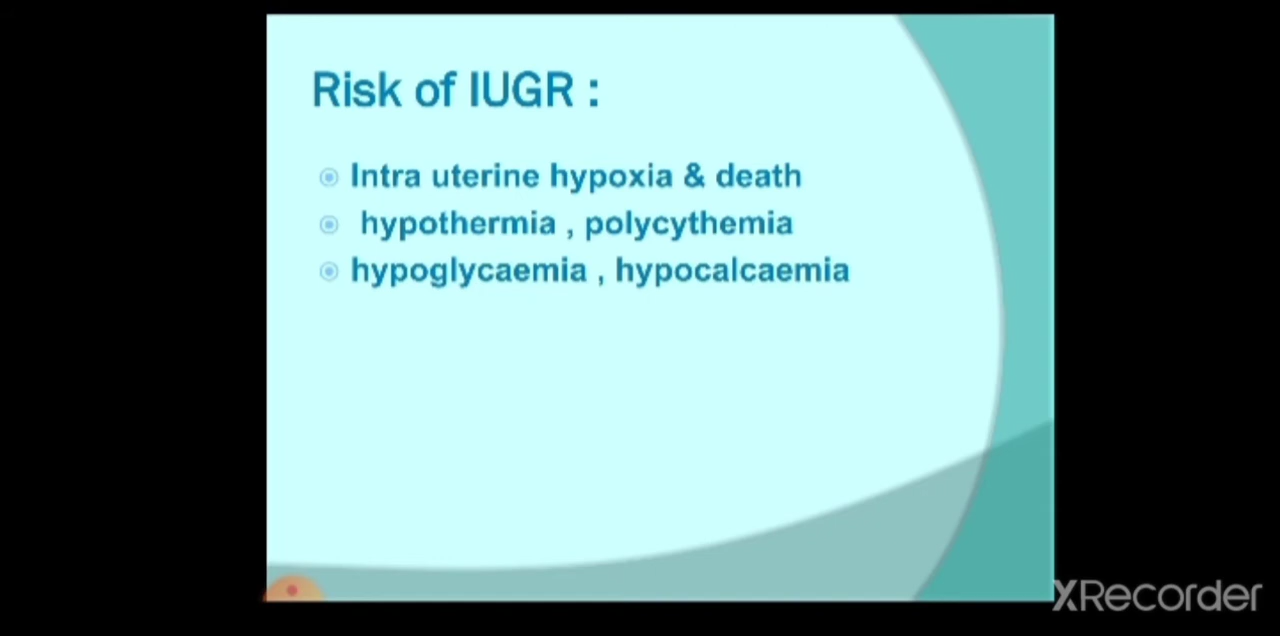 Risk of IUGR :
Intra uterine hypoxia & death
hypothermia , polycythemia
hypoglycaemia , hypocalcaemia
XRecorder